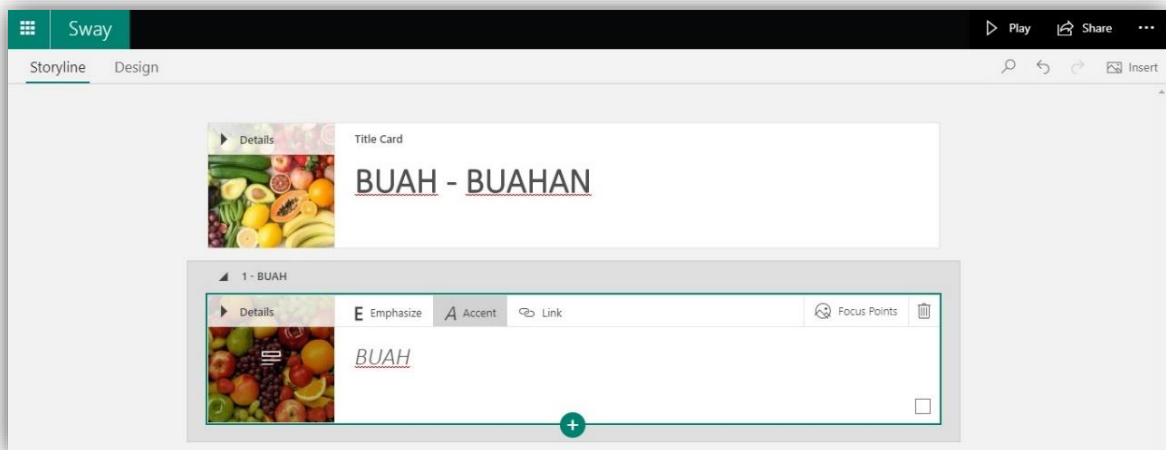 Sway
Play
Share
...
Storyline
Design
Insert
Details
Title Card
BUAH - BUAHAN
1 - BUAH
Details
E Emphasize
A Accent
Link
Focus Points
BUAH